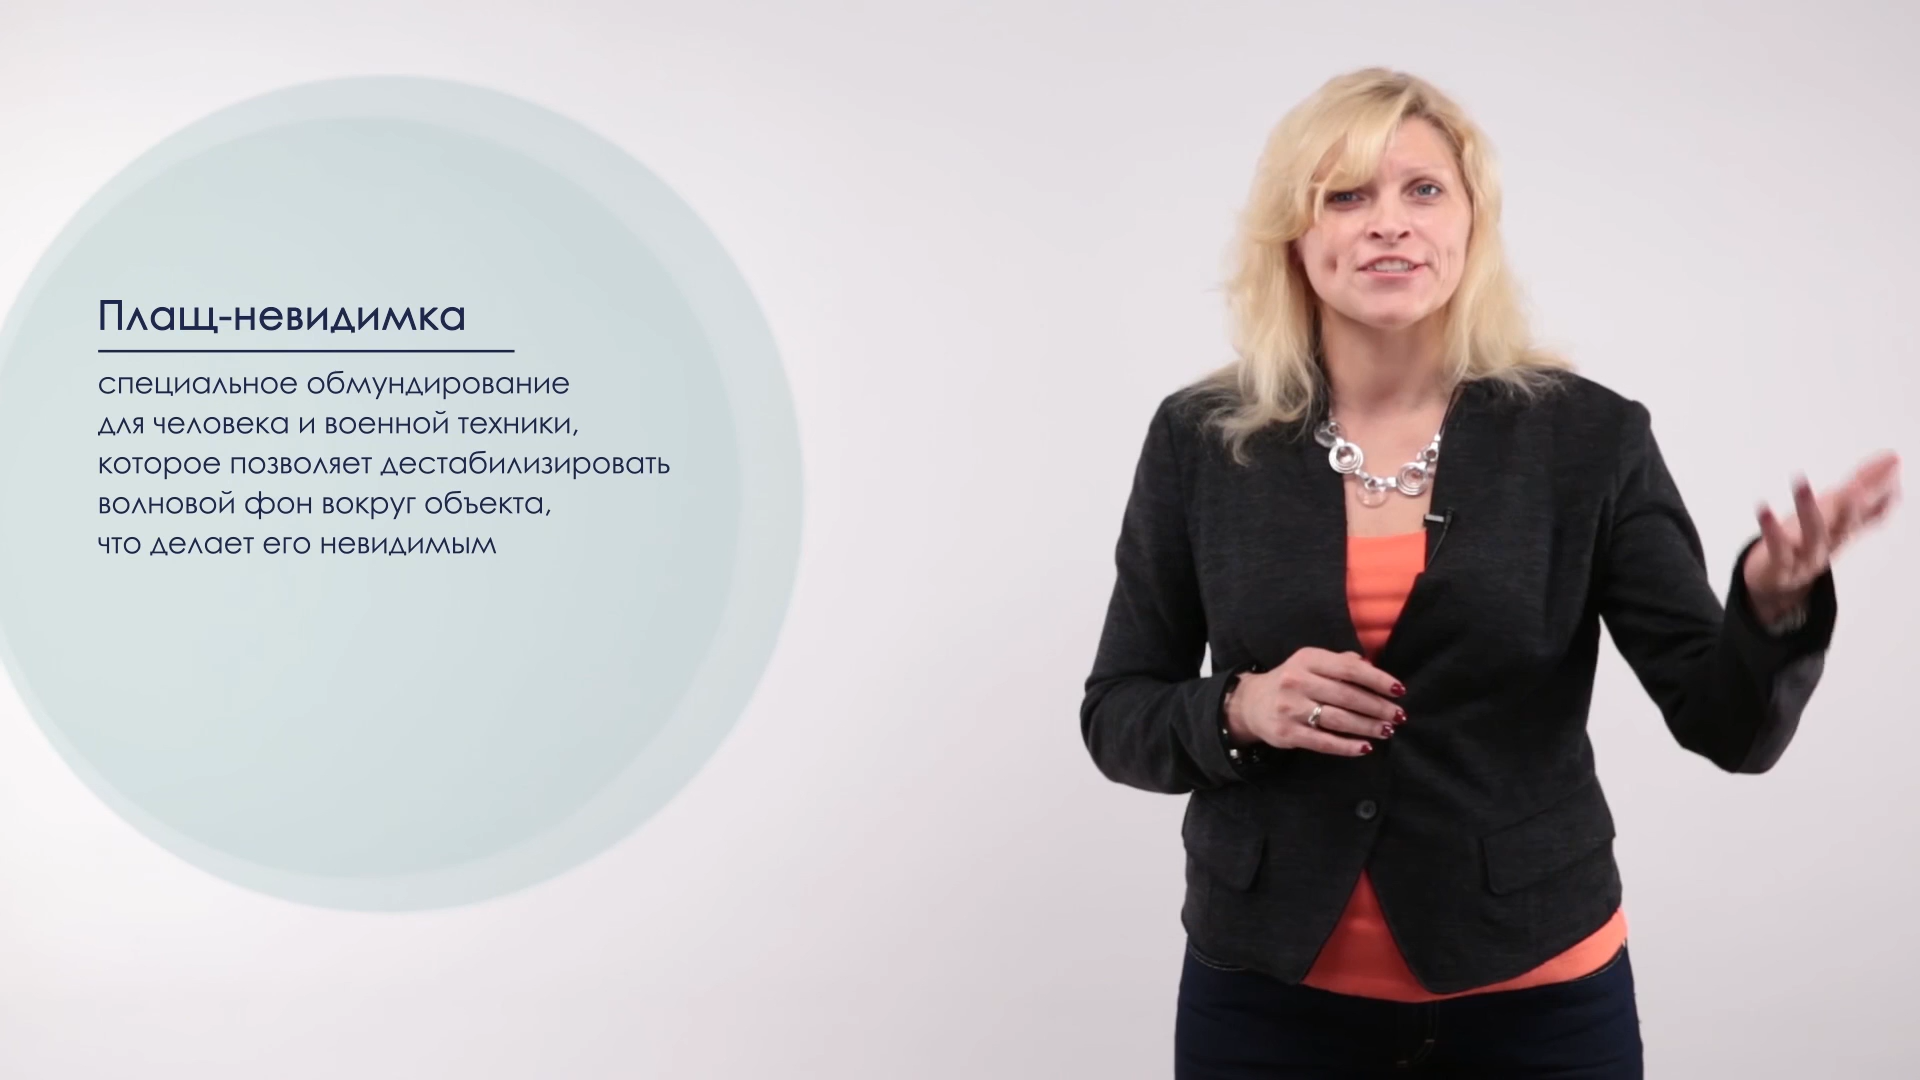 Плащ-невидимка
специальное обмундирование
для человека и военной техники,
которое позволяет дестабилизировать
волновой фон вокруг объекта,
что делает его невидимым